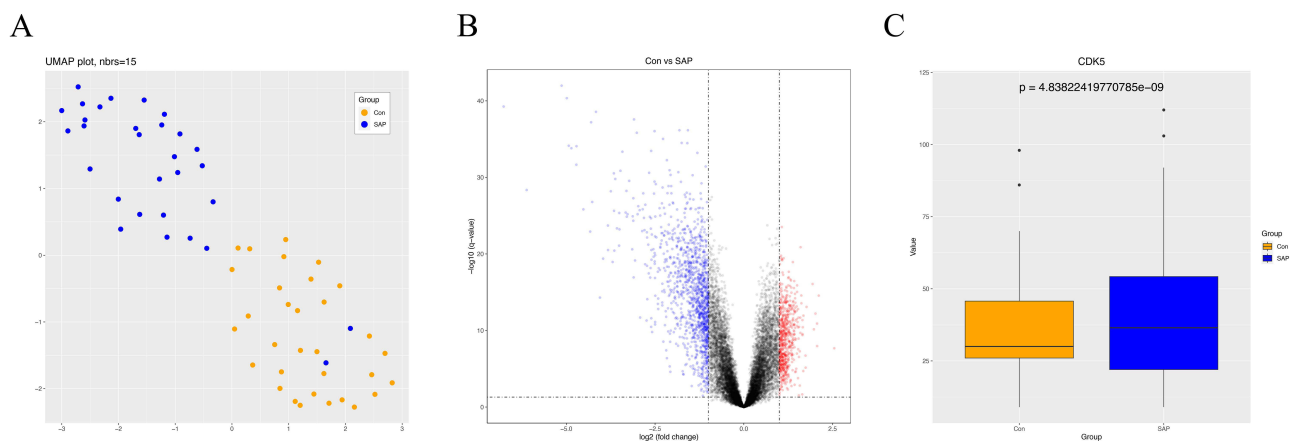 A
B
C
UMAP plot, nbrs=15
Group
Con
SAP
2
1
0
−1
−2
−3
−2
−1
0
1
2
3
Con vs SAP
−log10 (q−value)
40
30
20
10
0
−5.0
−2.5
0.0
2.5
log2 (fold change)
CDK5
p = 4.83822419770785e−09
Value
125
100
75
50
25
Con
SAP
Group
Group
Con
SAP